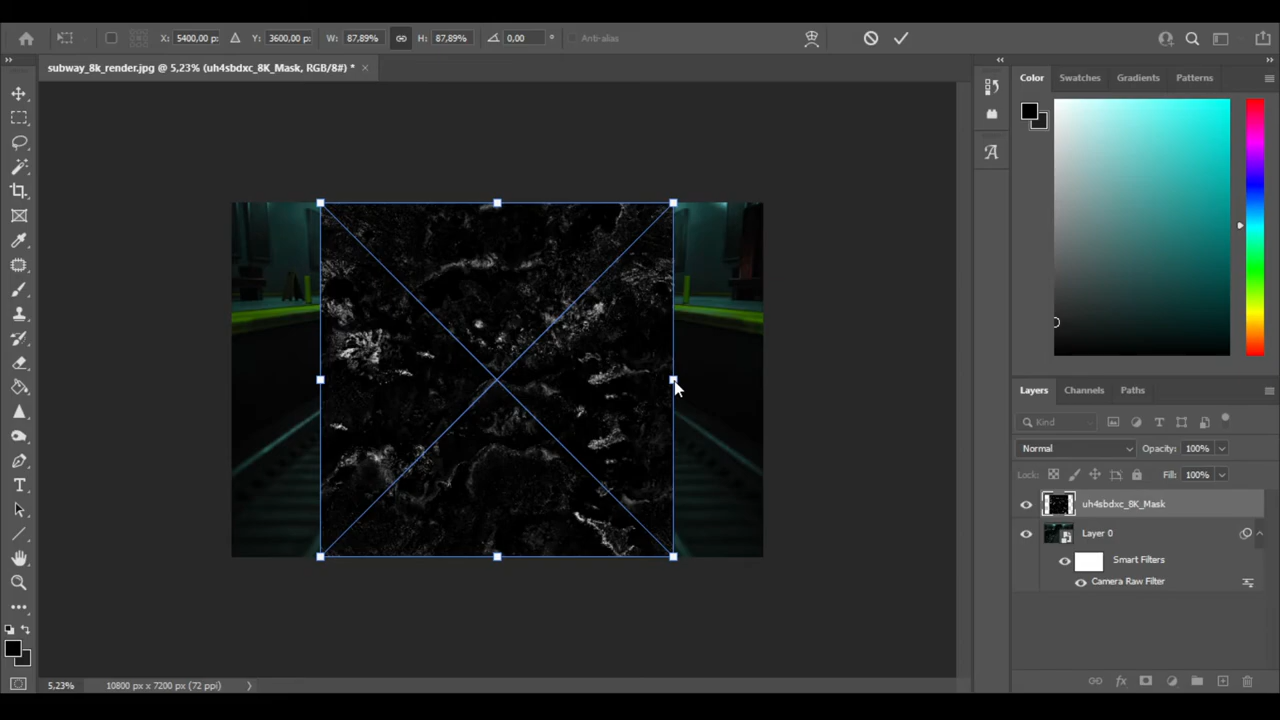 X: 5400,00 px Y: 3600,00 px W: 87,89% H: 87,89% 0,00 ° Anti-alias
subway_8k_render.jpg @ 5,23% (uh4sbdxc_8K_Mask, RGB/8#) * ×
Color Swatches Gradients Patterns
Layers Channels Paths
Kind
Normal Opacity: 100%
Lock: Fill: 100%
uh4sbdxc_8K_Mask
Layer 0
Smart Filters
Camera Raw Filter
5,23% 10800 px x 7200 px (72 ppi)